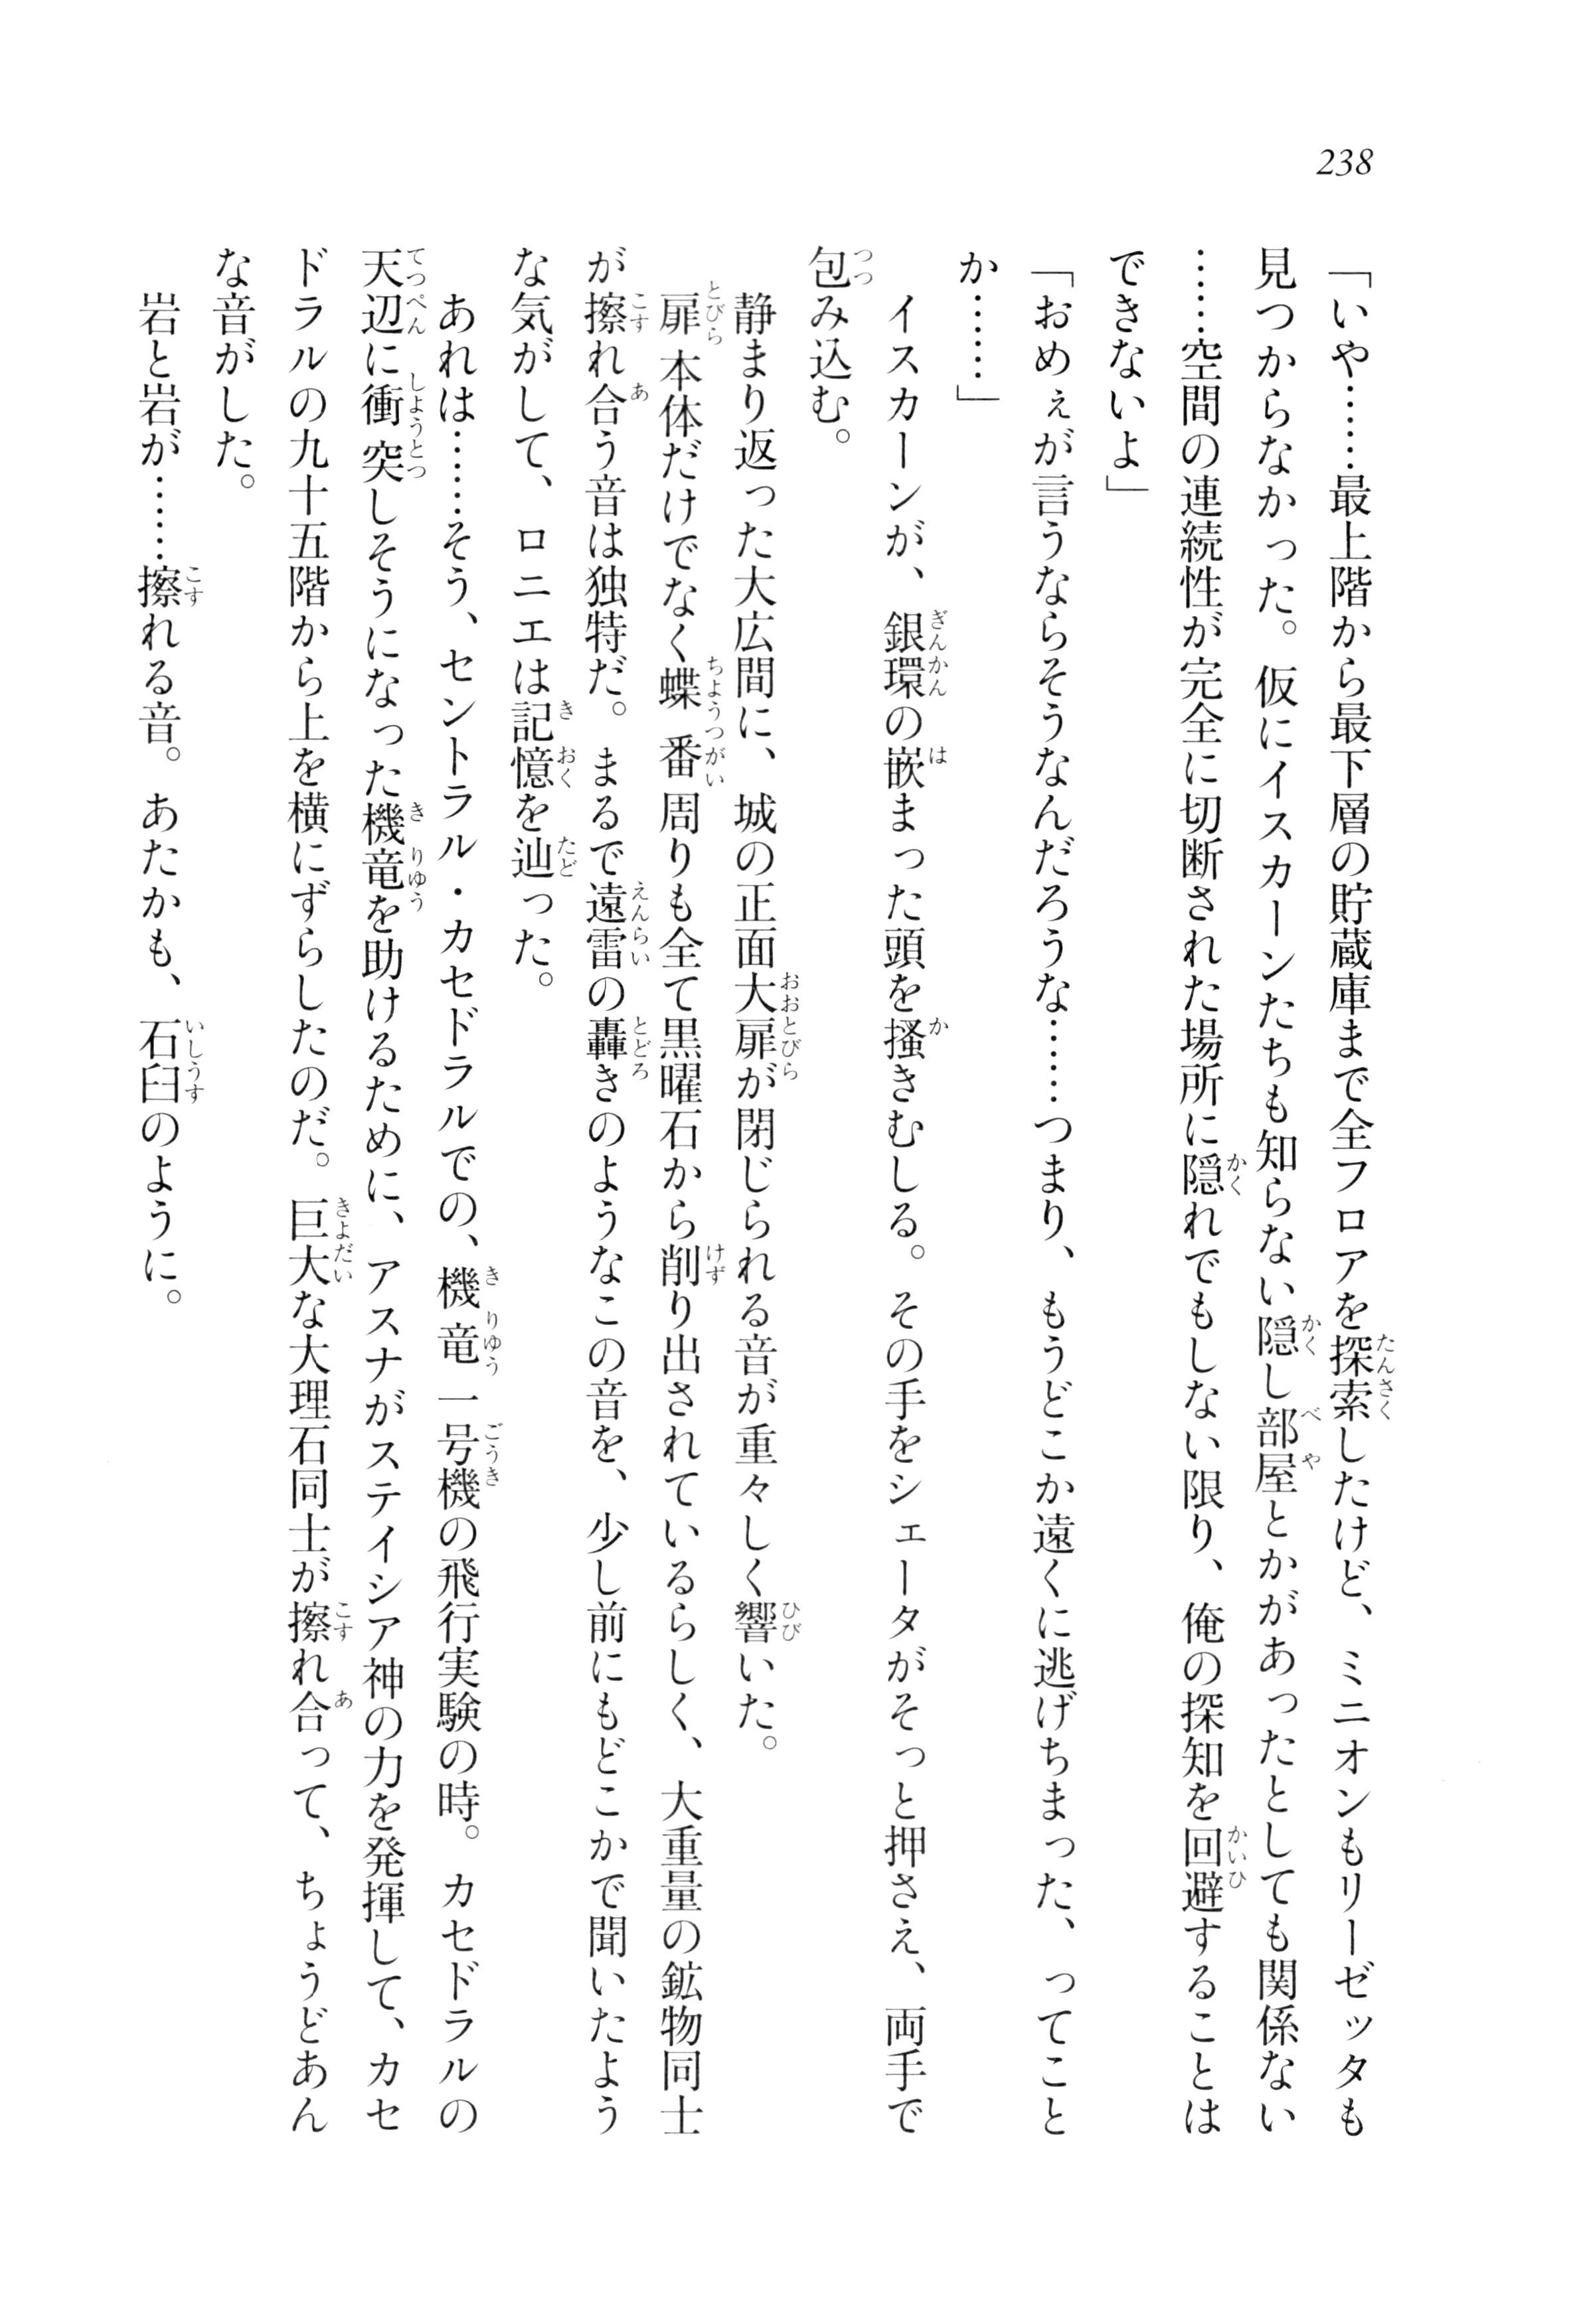 238
「いや……最上階から最下層の貯蔵庫まで全フロアを探索したけど、ミニオンもリーゼッタも
見つからなかった。仮にイスカーンたちも知らない隠し部屋とかがあったとしても関係ない
……空間の連続性が完全に切断された場所に隠れでもしない限り、俺の探知を回避することは
できないよ」
「おめぇが言うならそうなんだろうな……つまり、もうどこか遠くに逃げちまった、ってこと
か……」
　イスカーンが、銀環の嵌まった頭を掻きむしる。その手をシェータがそっと押さえ、両手で
包み込む。
　静まり返った大広間に、城の正面大扉が閉じられる音が重々しく響いた。
　扉本体だけでなく蝶番周りも全て黒曜石から削り出されているらしく、大重量の鉱物同士
が擦れ合う音は独特だ。まるで遠雷の轟きのようなこの音を、少し前にもどこかで聞いたよう
な気がして、ロニエは記憶を辿った。
　あれは……そう、セントラル・カセドラルでの、機竜一号機の飛行実験の時。カセドラルの
天辺に衝突しそうになった機竜を助けるために、アスナがステイシア神の力を発揮して、カセ
ドラルの九十五階から上を横にずらしたのだ。巨大な大理石同士が擦れ合って、ちょうどあん
な音がした。
　岩と岩が……擦れる音。あたかも、石臼のように。